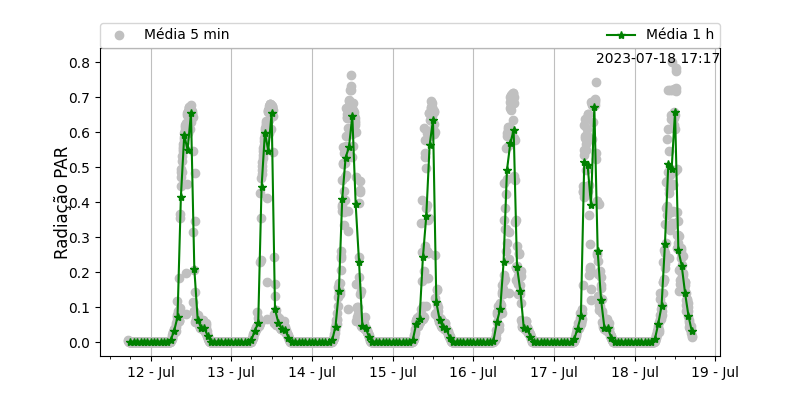 Média 5 min
Média 1 h
2023-07-18 17:17
Radiação PAR
0.8
0.7
0.6
0.5
0.4
0.3
0.2
0.1
0.0
12 - Jul
13 - Jul
14 - Jul
15 - Jul
16 - Jul
17 - Jul
18 - Jul
19 - Jul